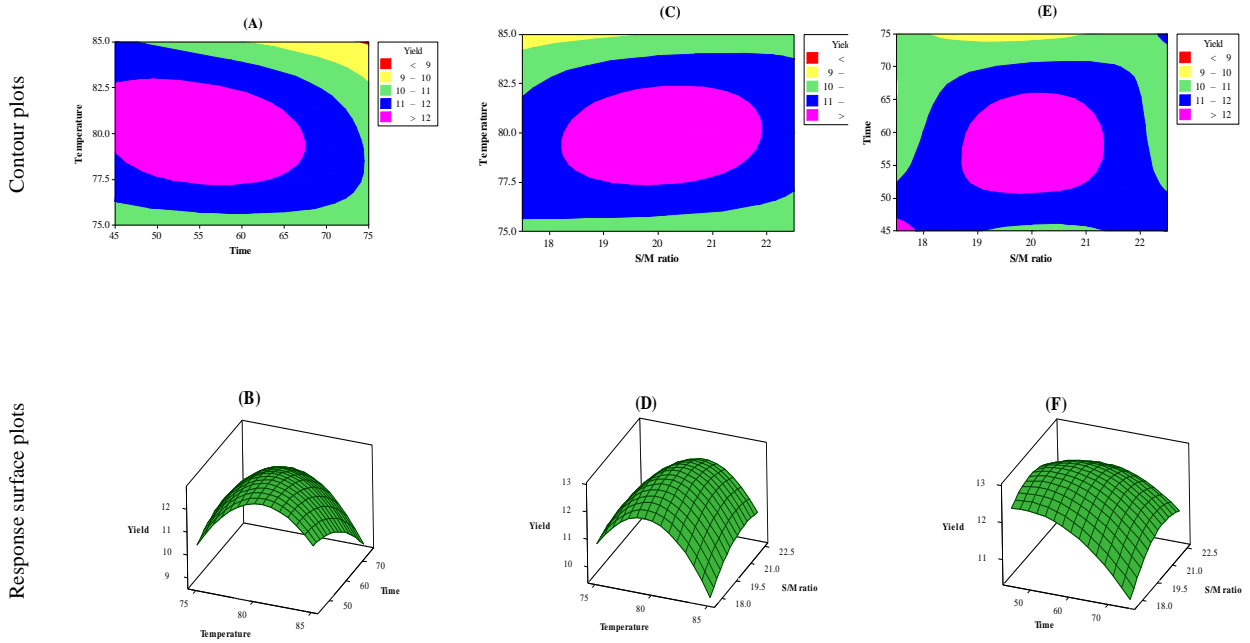 Contour plots
(A)
Temperature
85.0
82.5
80.0
77.5
75.0
45 50 55 60 65 70 75
Time
Yield
< 9
9 – 10
10 – 11
11 – 12
> 12
(C)
Temperature
85.0
82.5
80.0
77.5
75.0
18 19 20 21 22
S/M ratio
Yield
<
9 –
10 –
11 –
>
(E)
Time
75
70
65
60
55
50
45
18 19 20 21 22
S/M ratio
Yield
< 9
9 – 10
10 – 11
11 – 12
> 12
Response surface plots
(B)
Yield
12
11
10
9
75 80 85
Temperature
50 60 70
Time
(D)
Yield
13
12
11
10
75 80 85
Temperature
18.0 19.5 21.0 22.5
S/M ratio
(F)
Yield
13
12
11
50 60 70
Time
18.0 19.5 21.0 22.5
S/M ratio